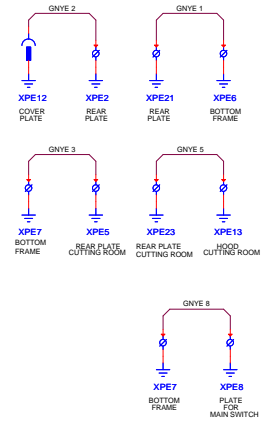 GNYE 2
GNYE 1
XPE12
XPE2
XPE21
XPE6
COVER
PLATE
REAR
PLATE
REAR
PLATE
BOTTOM
FRAME
GNYE 3
GNYE 5
XPE7
XPE5
XPE23
XPE13
BOTTOM
FRAME
REAR PLATE
CUTTING ROOM
REAR PLATE
CUTTING ROOM
HOOD
CUTTING ROOM
GNYE 8
XPE7
XPE8
BOTTOM
FRAME
PLATE
FOR
MAIN SWITCH